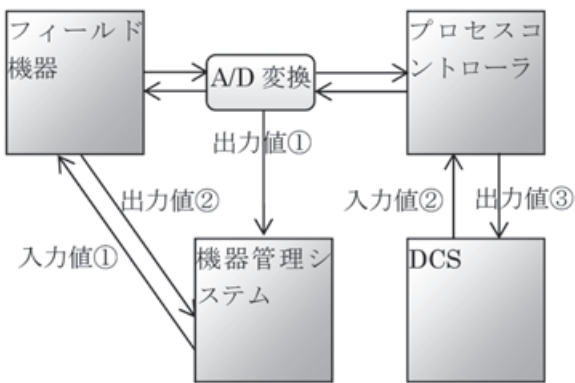 フィールド
機器
A/D 変換
プロセスコ
ントローラ
出力値①
出力値②
入力値①
入力値②
出力値③
機器管理シ
ステム
DCS